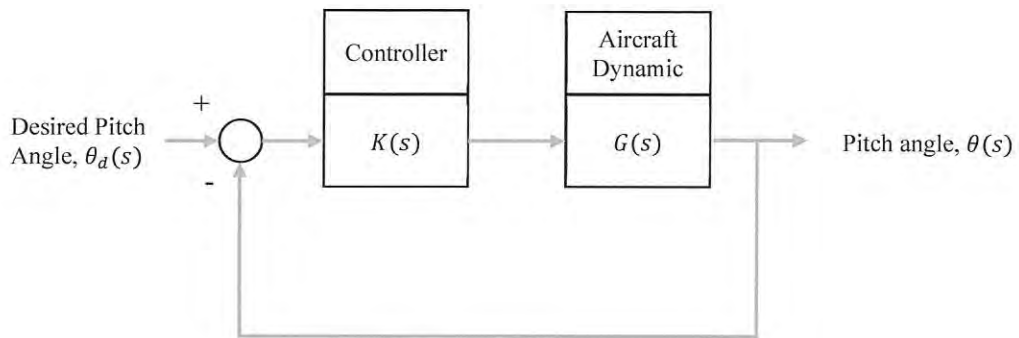 Controller
Aircraft
Dynamic
+
Desired Pitch
Angle, θ_d(s)
K(s)
G(s)
Pitch angle, θ(s)
-